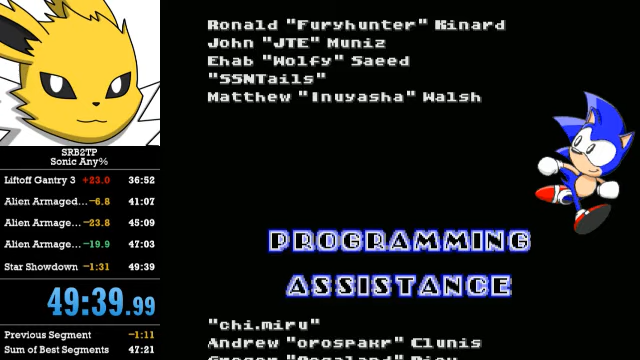 SRB2TP
Sonic Any%
Liftoff Gantry 3 +23.0 36:52
Alien Armaged... -6.8 41:07
Alien Armage... -23.8 45:09
Alien Armage... -19.9 47:03
Star Showdown -1:31 49:39
49:39.99
Previous Segment -1:11
Sum of Best Segments 47:21
Ronald "Furyhunter" Kinard
John "JTE" Muniz
Ehab "Wolfy" Saeed
"SSNTails"
Matthew "Inuyasha" Walsh
PROGRAMMING
ASSISTANCE
"chi.miru"
Andrew "orospakr" Clunis